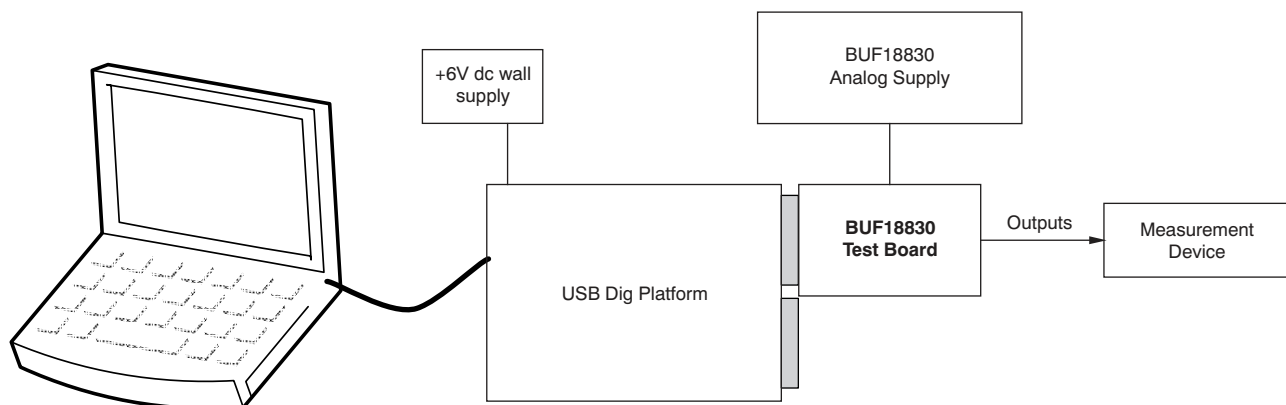 +6V dc wall
supply
BUF18830
Analog Supply
USB Dig Platform
BUF18830
Test Board
Outputs
Measurement
Device